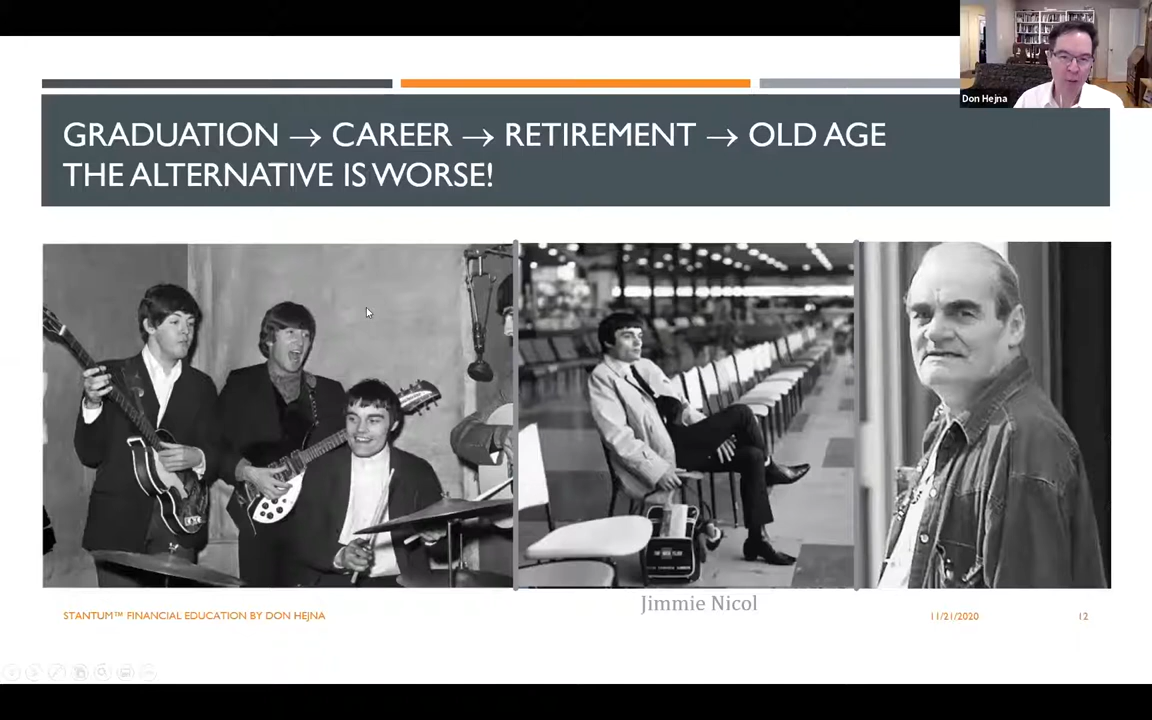 Don Hejna
GRADUATION → CAREER → RETIREMENT → OLD AGE
THE ALTERNATIVE IS WORSE!
Jimmie Nicol
STANTUM™ FINANCIAL EDUCATION BY DON HEJNA
11/21/2020
12